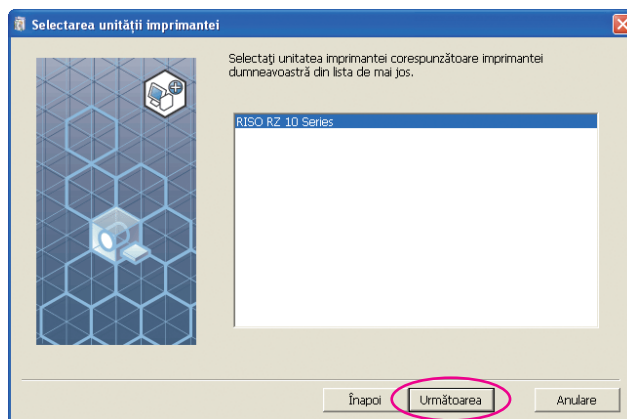 Selectarea unității imprimantei
Selectaţi unitatea imprimantei corespunzătoare imprimantei
dumneavoastră din lista de mai jos.
RISO RZ 10 Series
Înapoi
Următoarea
Anulare